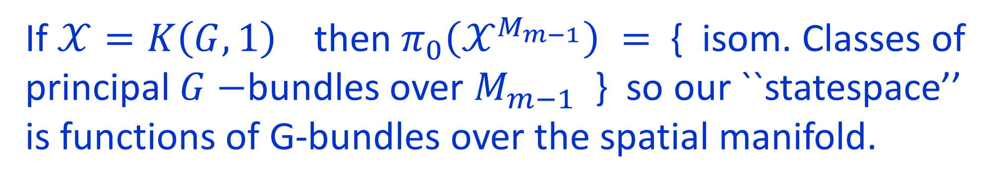 If 𝒳 = K(G, 1) then π₀(𝒳^{M_{m−1}}) = { isom. Classes of
principal G −bundles over M_{m−1} } so our ``statespace’’
is functions of G-bundles over the spatial manifold.